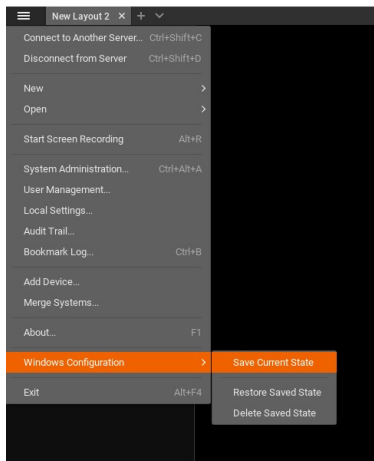 New Layout 2
Connect to Another Server... Ctrl+Shift+C
Disconnect from Server Ctrl+Shift+D
New
Open
Start Screen Recording Alt+R
System Administration... Ctrl+Alt+A
User Management...
Local Settings...
Audit Trail...
Bookmark Log... Ctrl+B
Add Device...
Merge Systems...
About... F1
Windows Configuration
Save Current State
Restore Saved State
Delete Saved State
Exit Alt+F4